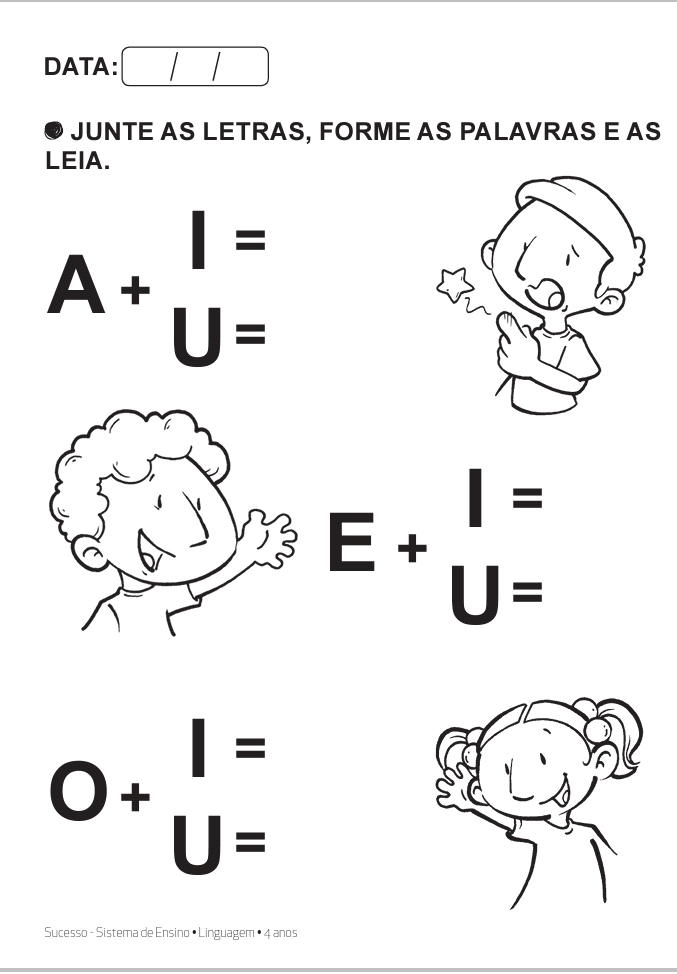 DATA: / /
● JUNTE AS LETRAS, FORME AS PALAVRAS E AS
LEIA.
A + I =
U =
E + I =
U =
O + I =
U =
Sucesso - Sistema de Ensino • Linguagem • 4 anos